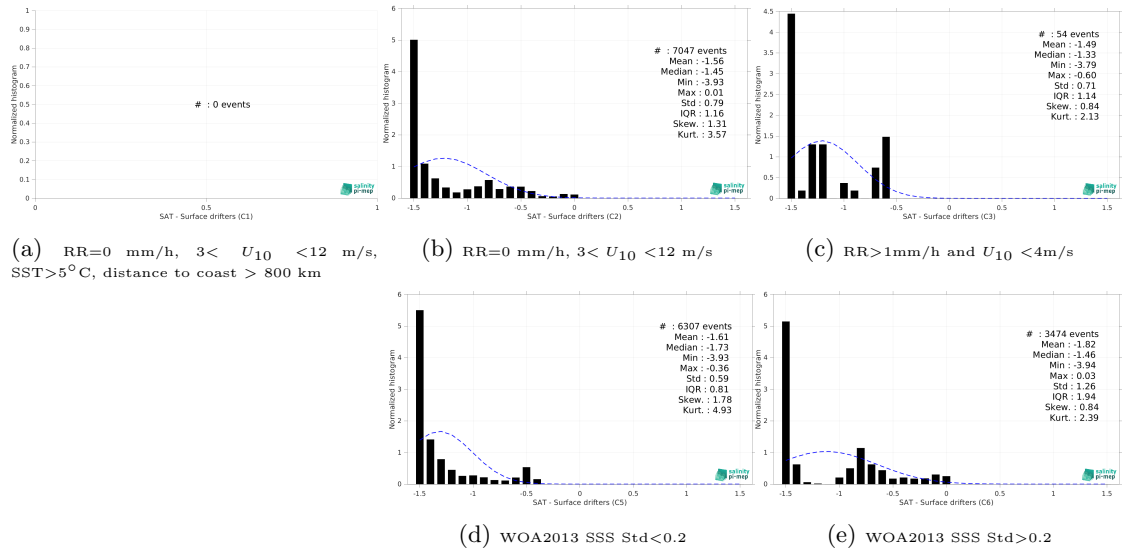 1
0.9
0.8
0.7
0.6
0.5
0.4
0.3
0.2
0.1
0
Normalized histogram
# : 0 events
salinity
pi-mep
0 0.5 1
SAT - Surface drifters (C1)
(a) RR=0 mm/h, 3< U10 <12 m/s,
SST>5°C, distance to coast > 800 km
6
5
4
3
2
1
0
Normalized histogram
# : 7047 events
Mean : -1.56
Median : -1.45
Min : -3.93
Max : 0.01
Std : 0.79
IQR : 1.16
Skew. : 1.31
Kurt. : 3.57
salinity
pi-mep
-1.5 -1 -0.5 0 0.5 1 1.5
SAT - Surface drifters (C2)
(b) RR=0 mm/h, 3< U10 <12 m/s
4.5
4
3.5
3
2.5
2
1.5
1
0.5
0
Normalized histogram
# : 54 events
Mean : -1.49
Median : -1.33
Min : -3.79
Max : -0.60
Std : 0.71
IQR : 1.14
Skew. : 0.84
Kurt. : 2.13
salinity
pi-mep
-1.5 -1 -0.5 0 0.5 1 1.5
SAT - Surface drifters (C3)
(c) RR>1mm/h and U10 <4m/s
6
5
4
3
2
1
0
Normalized histogram
# : 6307 events
Mean : -1.61
Median : -1.73
Min : -3.93
Max : -0.36
Std : 0.59
IQR : 0.81
Skew. : 1.78
Kurt. : 4.93
salinity
pi-mep
-1.5 -1 -0.5 0 0.5 1 1.5
SAT - Surface drifters (C5)
(d) WOA2013 SSS Std<0.2
6
5
4
3
2
1
0
Normalized histogram
# : 3474 events
Mean : -1.82
Median : -1.46
Min : -3.94
Max : 0.03
Std : 1.26
IQR : 1.94
Skew. : 0.84
Kurt. : 2.39
salinity
pi-mep
-1.5 -1 -0.5 0 0.5 1 1.5
SAT - Surface drifters (C6)
(e) WOA2013 SSS Std>0.2